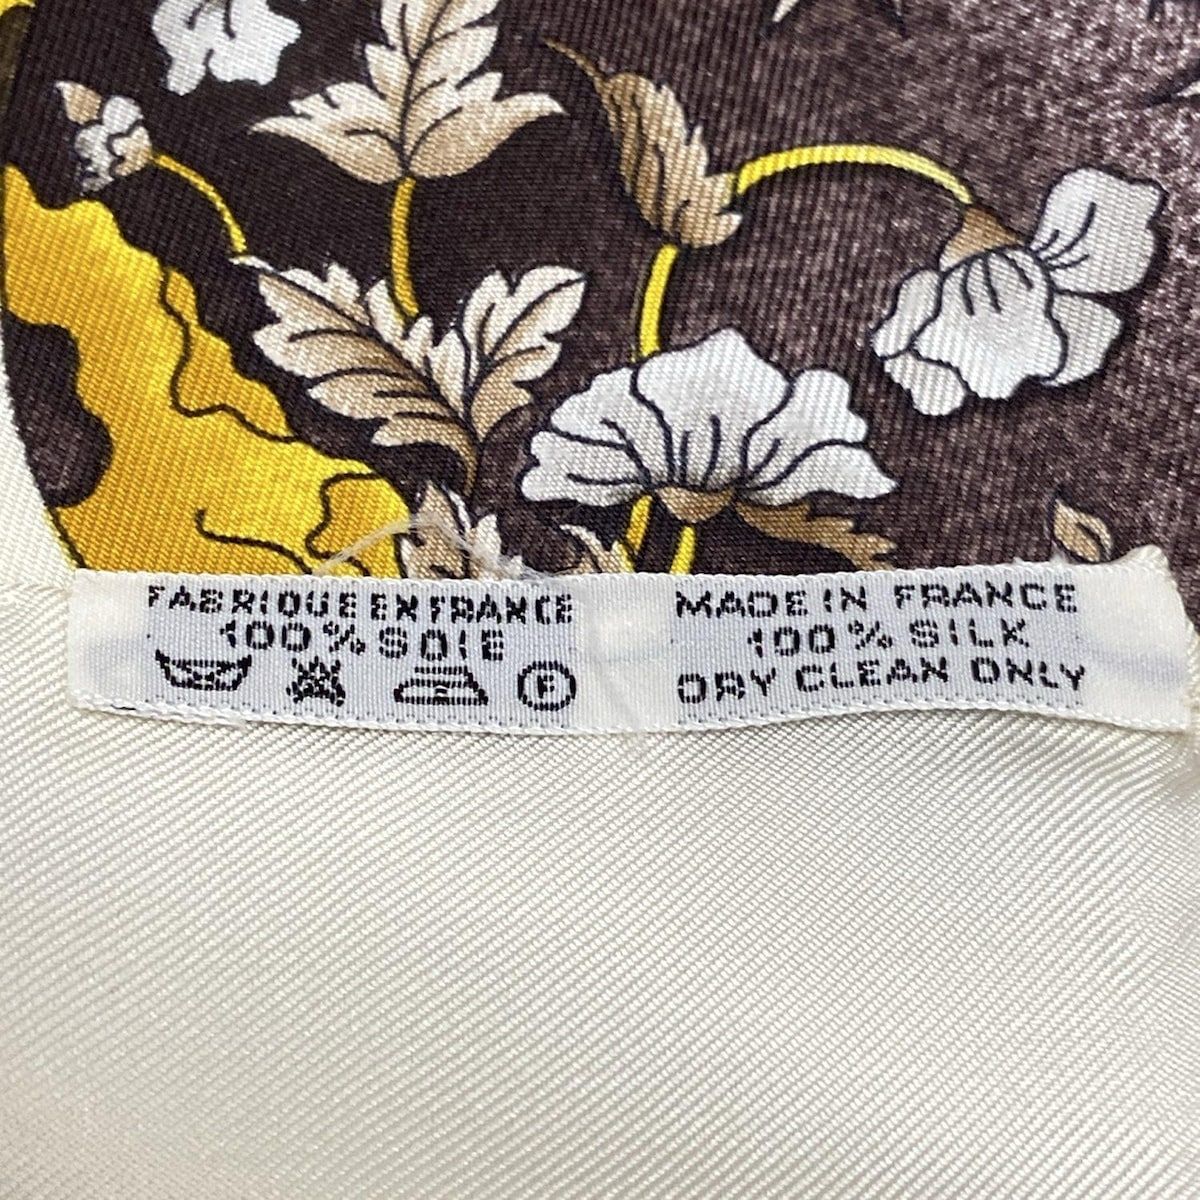 FABRIQUE EN FRANCE
100% SOIE
Ⓔ
MADE IN FRANCE
100% SILK
DRY CLEAN ONLY